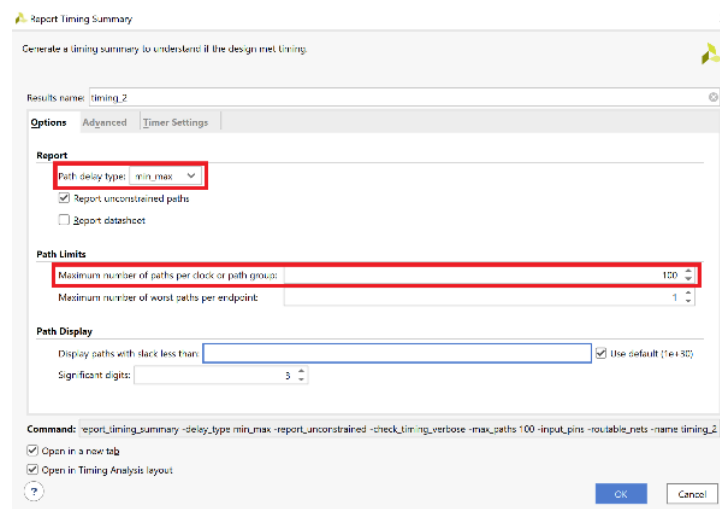 Report Timing Summary
Generate a timing summary to understand if the design met timing.
Results name: timing_2
Options Advanced Timer Settings
Report
Path delay type: min_max
Report unconstrained paths
Report datasheet
Path Limits
Maximum number of paths per clock or path group: 100
Maximum number of worst paths per endpoint: 1
Path Display
Display paths with slack less than: Use default (1e+30)
Significant digits: 3
Command: report_timing_summary -delay_type min_max -report_unconstrained -check_timing_verbose -max_paths 100 -input_pins -routable_nets -name timing_2
Open in a new tab
Open in Timing Analysis layout
?
OK Cancel